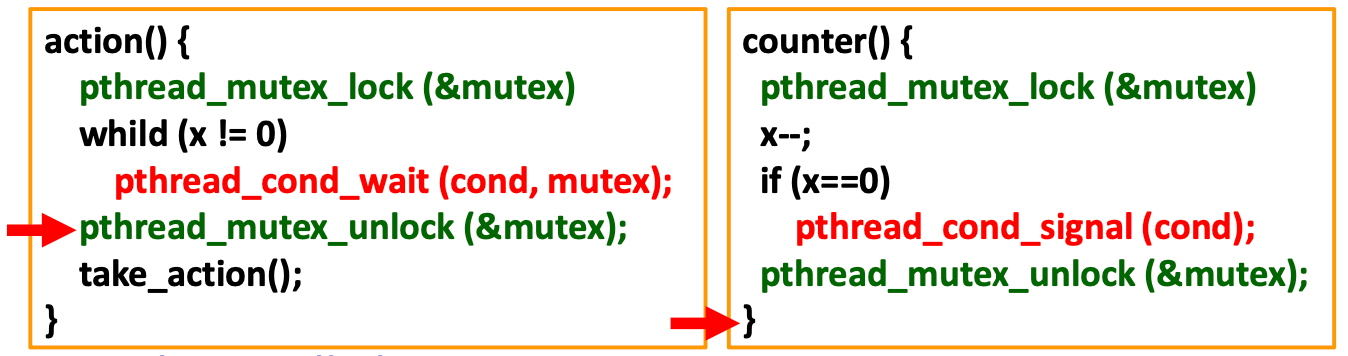 action() {
pthread_mutex_lock (&mutex)
whild (x != 0)
pthread_cond_wait (cond, mutex);
pthread_mutex_unlock (&mutex);
take_action();
}
counter() {
pthread_mutex_lock (&mutex)
x--;
if (x==0)
pthread_cond_signal (cond);
pthread_mutex_unlock (&mutex);
}